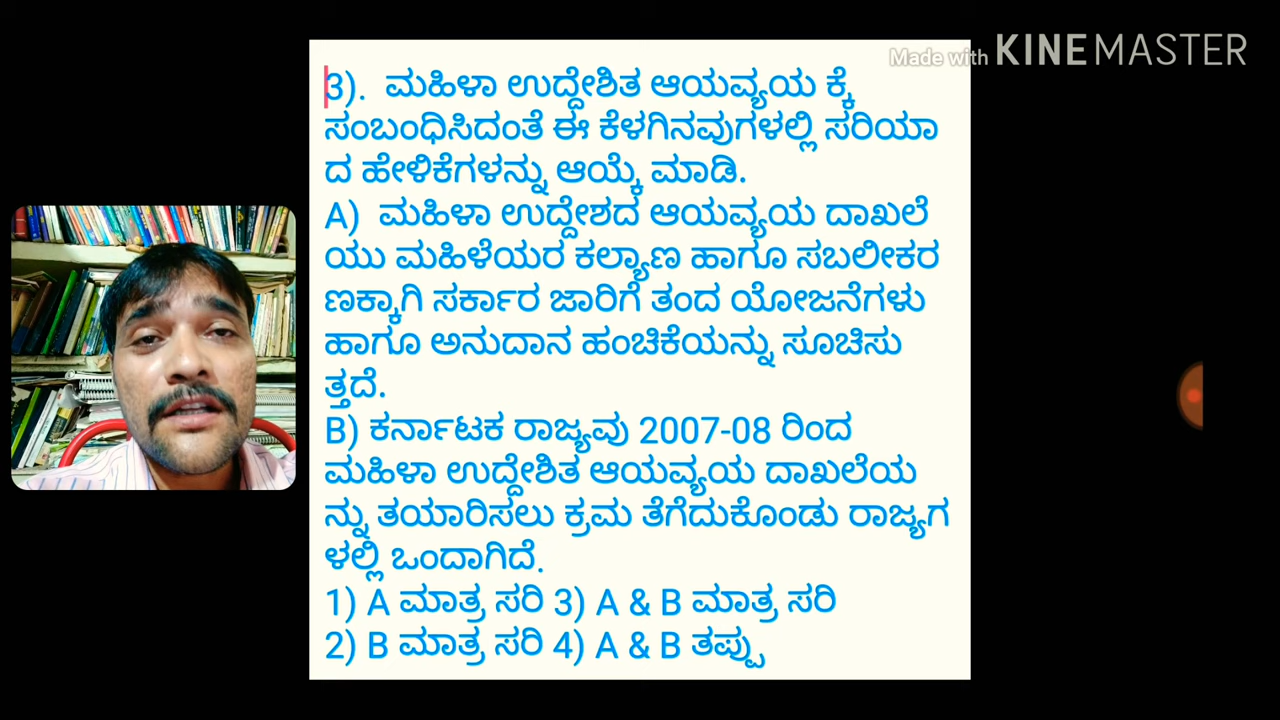 Made with KINEMASTER
3). ಮಹಿಳಾ ಉದ್ದೇಶಿತ ಆಯವ್ಯಯ ಕ್ಕೆ
ಸಂಬಂಧಿಸಿದಂತೆ ಈ ಕೆಳಗಿನವುಗಳಲ್ಲಿ ಸರಿಯಾ
ದ ಹೇಳಿಕೆಗಳನ್ನು ಆಯ್ಕೆ ಮಾಡಿ.
A) ಮಹಿಳಾ ಉದ್ದೇಶದ ಆಯವ್ಯಯ ದಾಖಲೆ
ಯು ಮಹಿಳೆಯರ ಕಲ್ಯಾಣ ಹಾಗೂ ಸಬಲೀಕರ
ಣಕ್ಕಾಗಿ ಸರ್ಕಾರ ಜಾರಿಗೆ ತಂದ ಯೋಜನೆಗಳು
ಹಾಗೂ ಅನುದಾನ ಹಂಚಿಕೆಯನ್ನು ಸೂಚಿಸು
ತ್ತದೆ.
B) ಕರ್ನಾಟಕ ರಾಜ್ಯವು 2007-08 ರಿಂದ
ಮಹಿಳಾ ಉದ್ದೇಶಿತ ಆಯವ್ಯಯ ದಾಖಲೆಯ
ನ್ನು ತಯಾರಿಸಲು ಕ್ರಮ ತೆಗೆದುಕೊಂಡು ರಾಜ್ಯಗ
ಳಲ್ಲಿ ಒಂದಾಗಿದೆ.
1) A ಮಾತ್ರ ಸರಿ 3) A & B ಮಾತ್ರ ಸರಿ
2) B ಮಾತ್ರ ಸರಿ 4) A & B ತಪ್ಪು